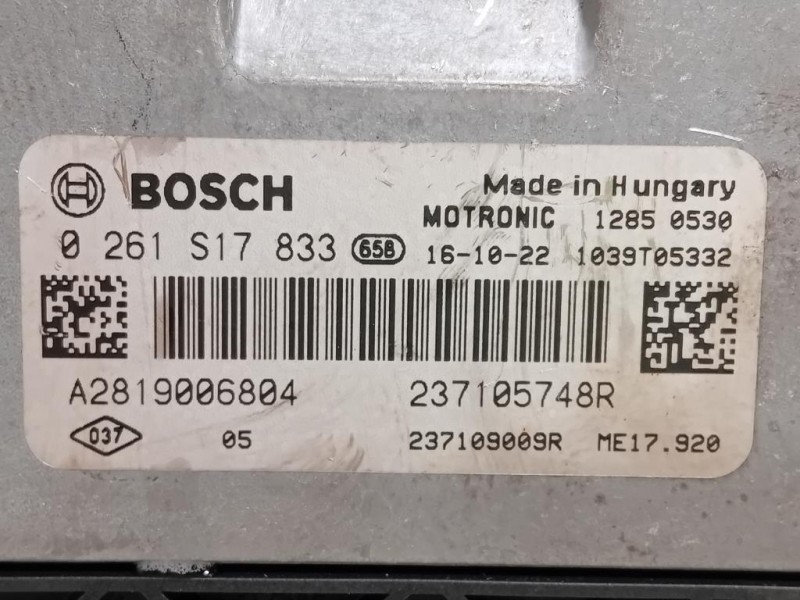 BOSCH Made in Hungary
MOTRONIC 1285 0530
0 261 S17 833 658 16-10-22 1039T05332
A2819006804 237105748R
037 05 237109009R ME17.920